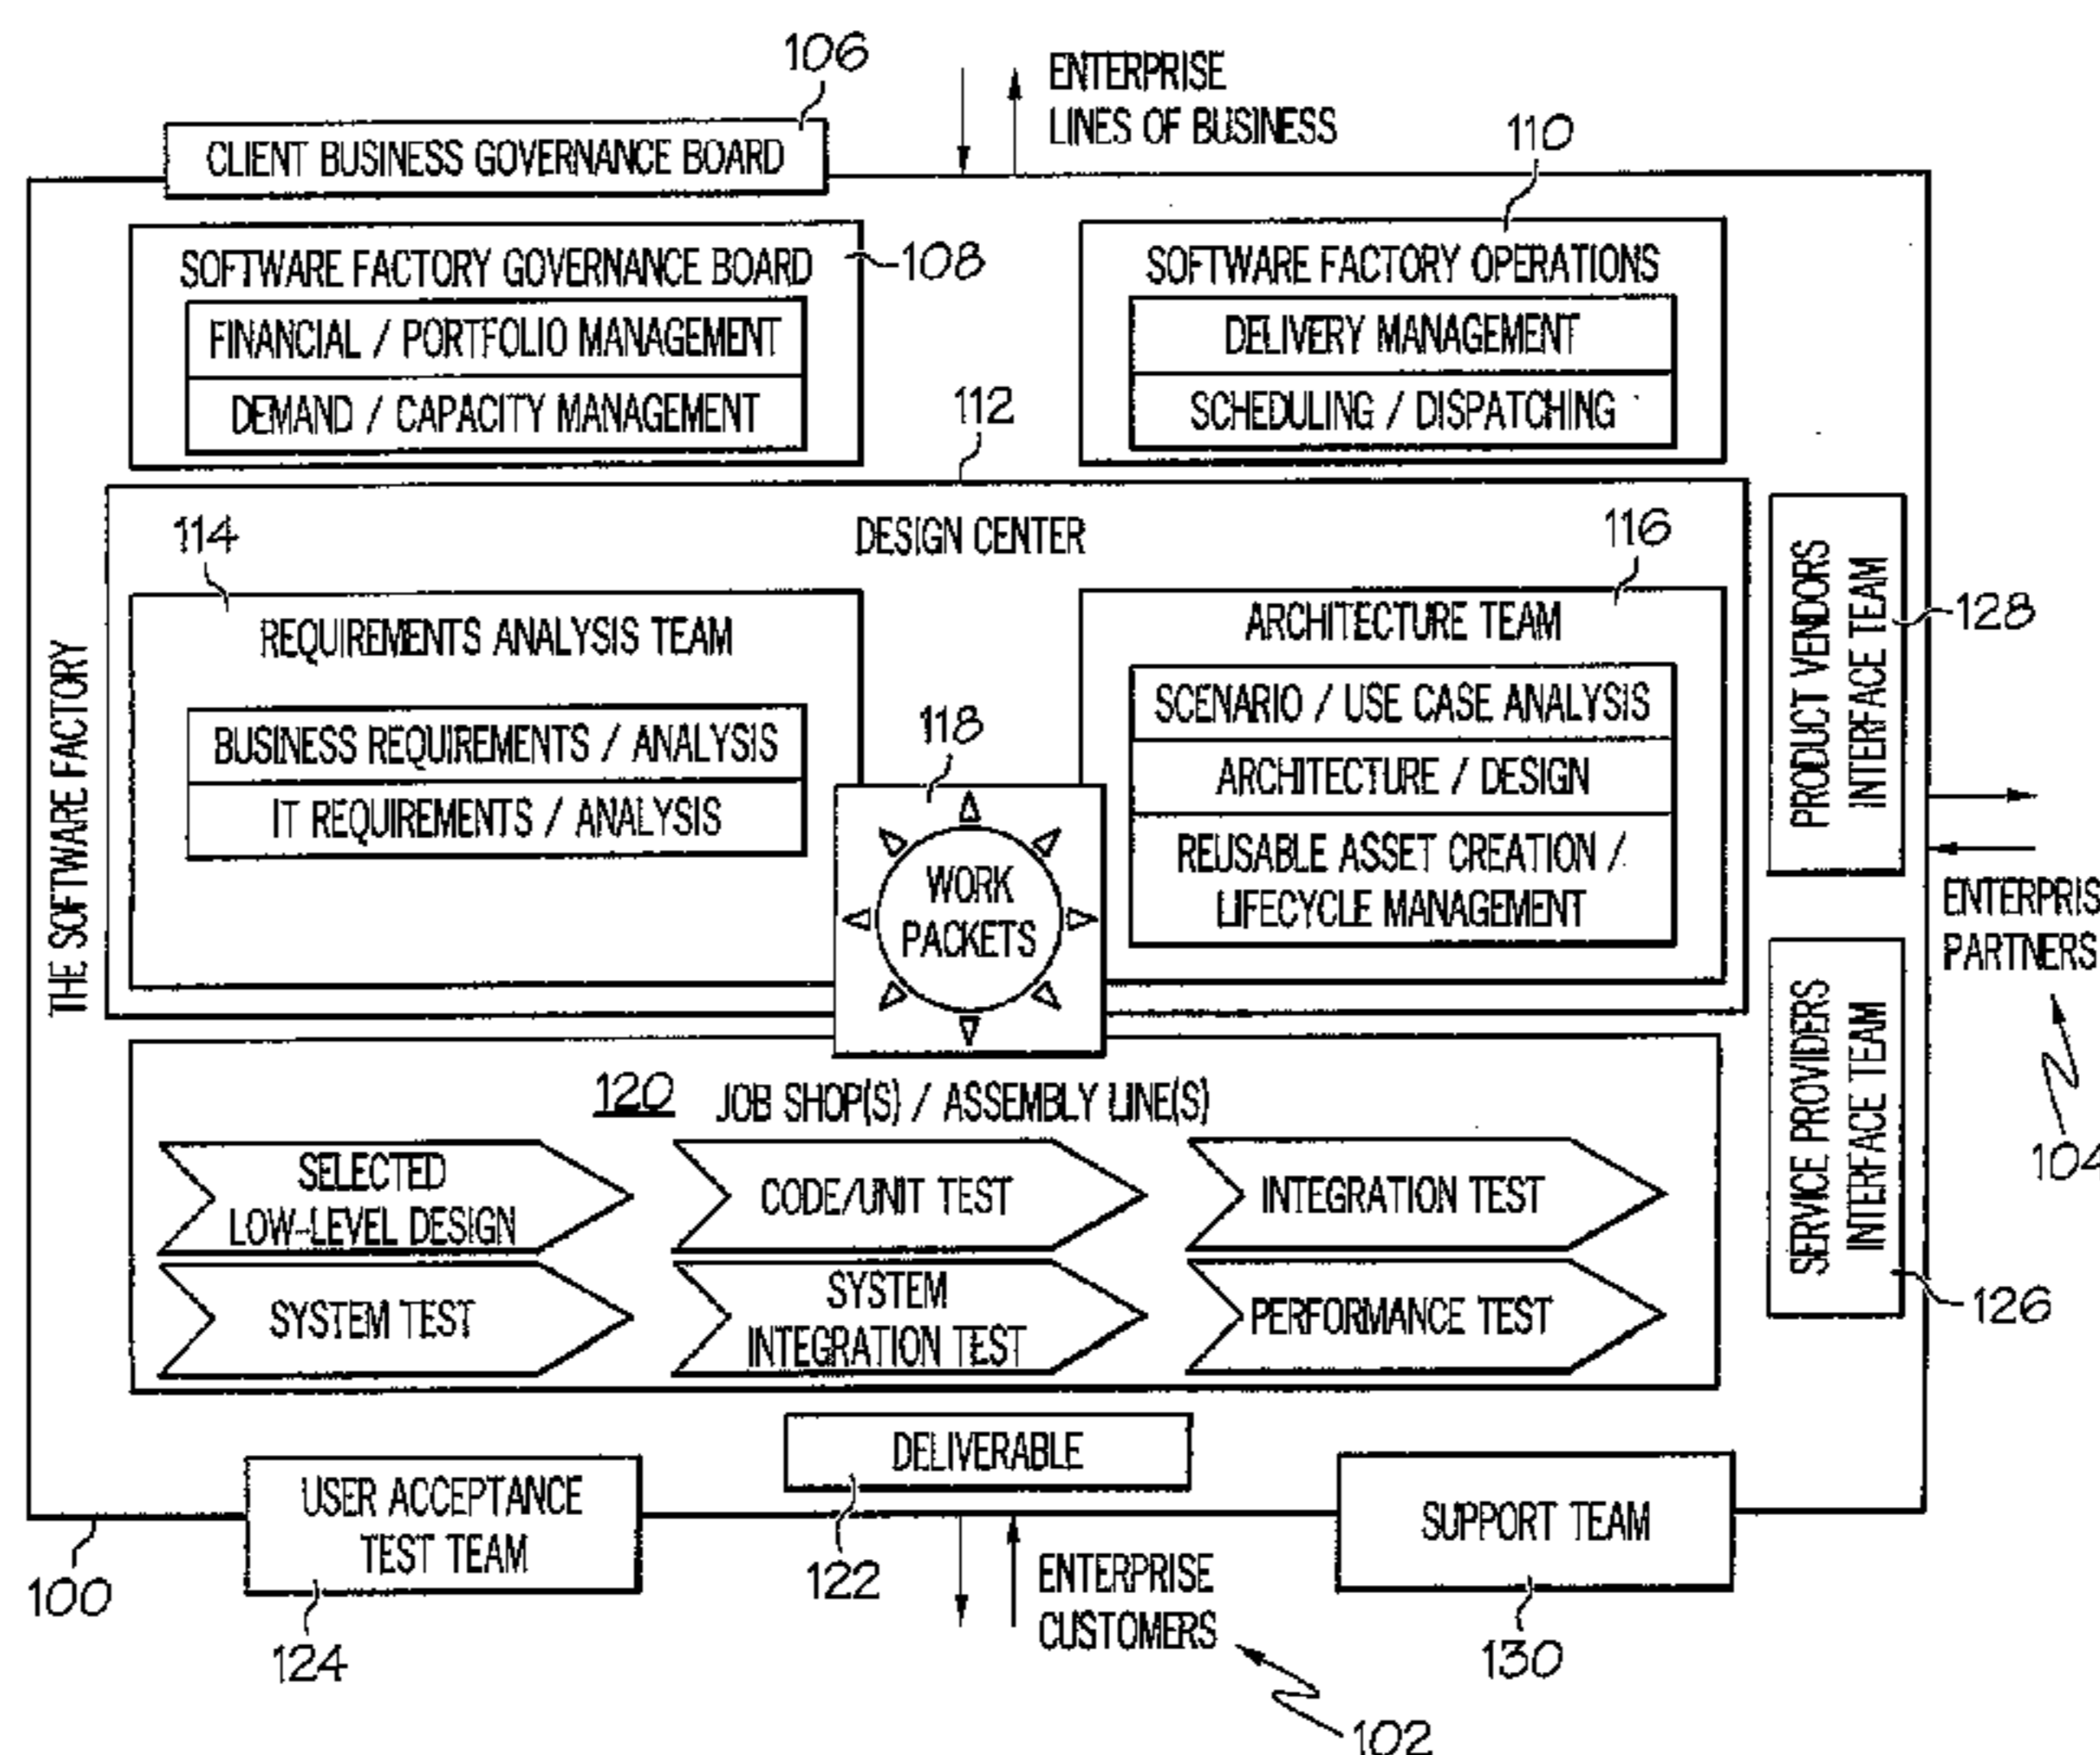 106
ENTERPRISE
LINES OF BUSINESS
110
CLIENT BUSINESS GOVERNANCE BOARD
SOFTWARE FACTORY GOVERNANCE BOARD
108
FINANCIAL / PORTFOLIO MANAGEMENT
DEMAND / CAPACITY MANAGEMENT
SOFTWARE FACTORY OPERATIONS
DELIVERY MANAGEMENT
SCHEDULING / DISPATCHING
112
THE SOFTWARE FACTORY
DESIGN CENTER
114
REQUIREMENTS ANALYSIS TEAM
BUSINESS REQUIREMENTS / ANALYSIS
IT REQUIREMENTS / ANALYSIS
116
ARCHITECTURE TEAM
SCENARIO / USE CASE ANALYSIS
ARCHITECTURE / DESIGN
REUSABLE ASSET CREATION /
LIFECYCLE MANAGEMENT
118
WORK
PACKETS
PRODUCT VENDORS
INTERFACE TEAM
128
ENTERPRIS
PARTNERS
104
SERVICE PROVIDERS
INTERFACE TEAM
126
120
JOB SHOP(S) / ASSEMBLY LINE(S)
SELECTED
LOW-LEVEL DESIGN
CODE/UNIT TEST
INTEGRATION TEST
SYSTEM TEST
SYSTEM
INTEGRATION TEST
PERFORMANCE TEST
DELIVERABLE
122
USER ACCEPTANCE
TEST TEAM
124
100
SUPPORT TEAM
130
ENTERPRISE
CUSTOMERS
102